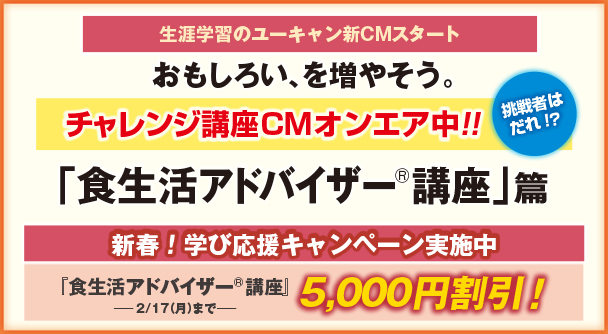 生涯学習のユーキャン新CMスタート
おもしろい、を増やそう。
チャレンジ講座CMオンエア中!!
挑戦者は
だれ!?
「食生活アドバイザー®講座」篇
新春!学び応援キャンペーン実施中
『食生活アドバイザー®講座』
― 2/17(月)まで ―
5,000円割引!